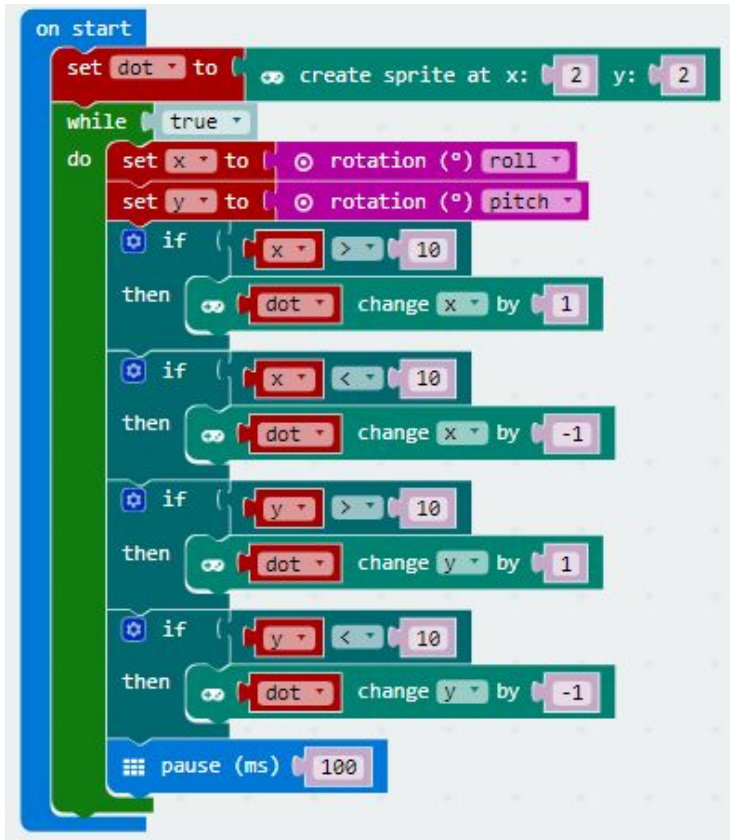 on start
set dot to create sprite at x: 2 y: 2
while true
do set x to rotation (°) roll
set y to rotation (°) pitch
if x > 10
then dot change x by 1
if x < 10
then dot change x by -1
if y > 10
then dot change y by 1
if y < 10
then dot change y by -1
pause (ms) 100